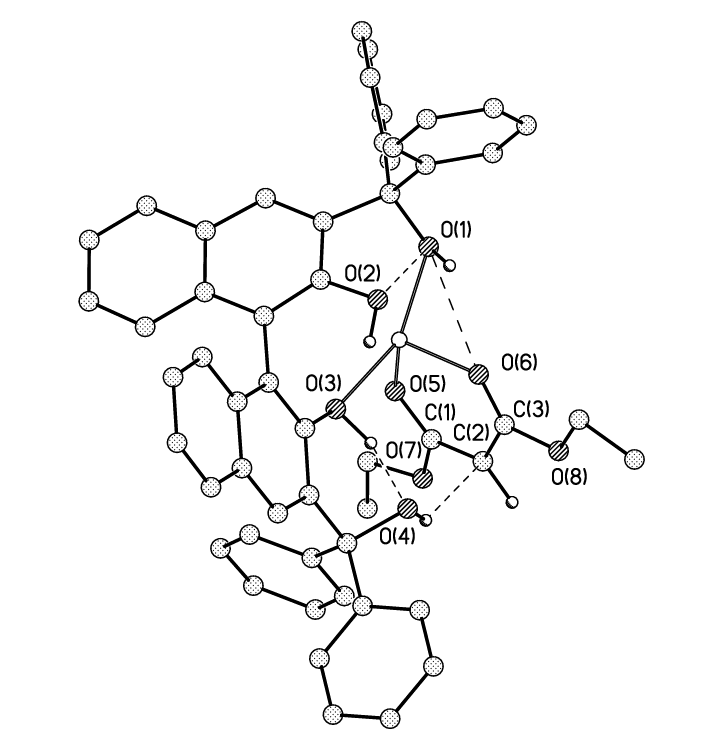 O(1)
O(2)
O(6)
O(3)
O(5)
C(1)
C(3)
C(2)
O(7)
O(8)
O(4)